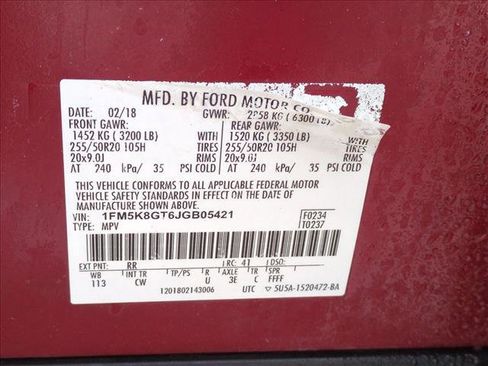 MFD. BY FORD MOTOR CO
DATE: 02/18 GVWR: 2858 KG ( 6300 LB)
FRONT GAWR: REAR GAWR:
1452 KG ( 3200 LB) 1520 KG ( 3350 LB) WITH
255/50R20 105H TIRES 255/50R20 105H TIRES
20x9.0J RIMS 20x9.0J RIMS
AT 240 kPa/ 35 PSI COLD AT 240 kPa/ 35 PSI COLD
THIS VEHICLE CONFORMS TO ALL APPLICABLE FEDERAL MOTOR
VEHICLE SAFETY STANDARDS IN EFFECT ON THE DATE OF
MANUFACTURE SHOWN ABOVE.
VIN: 1FM5K8GT6JGB05421 F0234
TYPE: MPV T0237
EXT PNT: RR RC: 41 DSO:
WB INT TR TP/PS R AXLE TR SPR
113 CW U 3E C FFFF
1201802143006 UTC ▽ 5U5A-1520472-BA